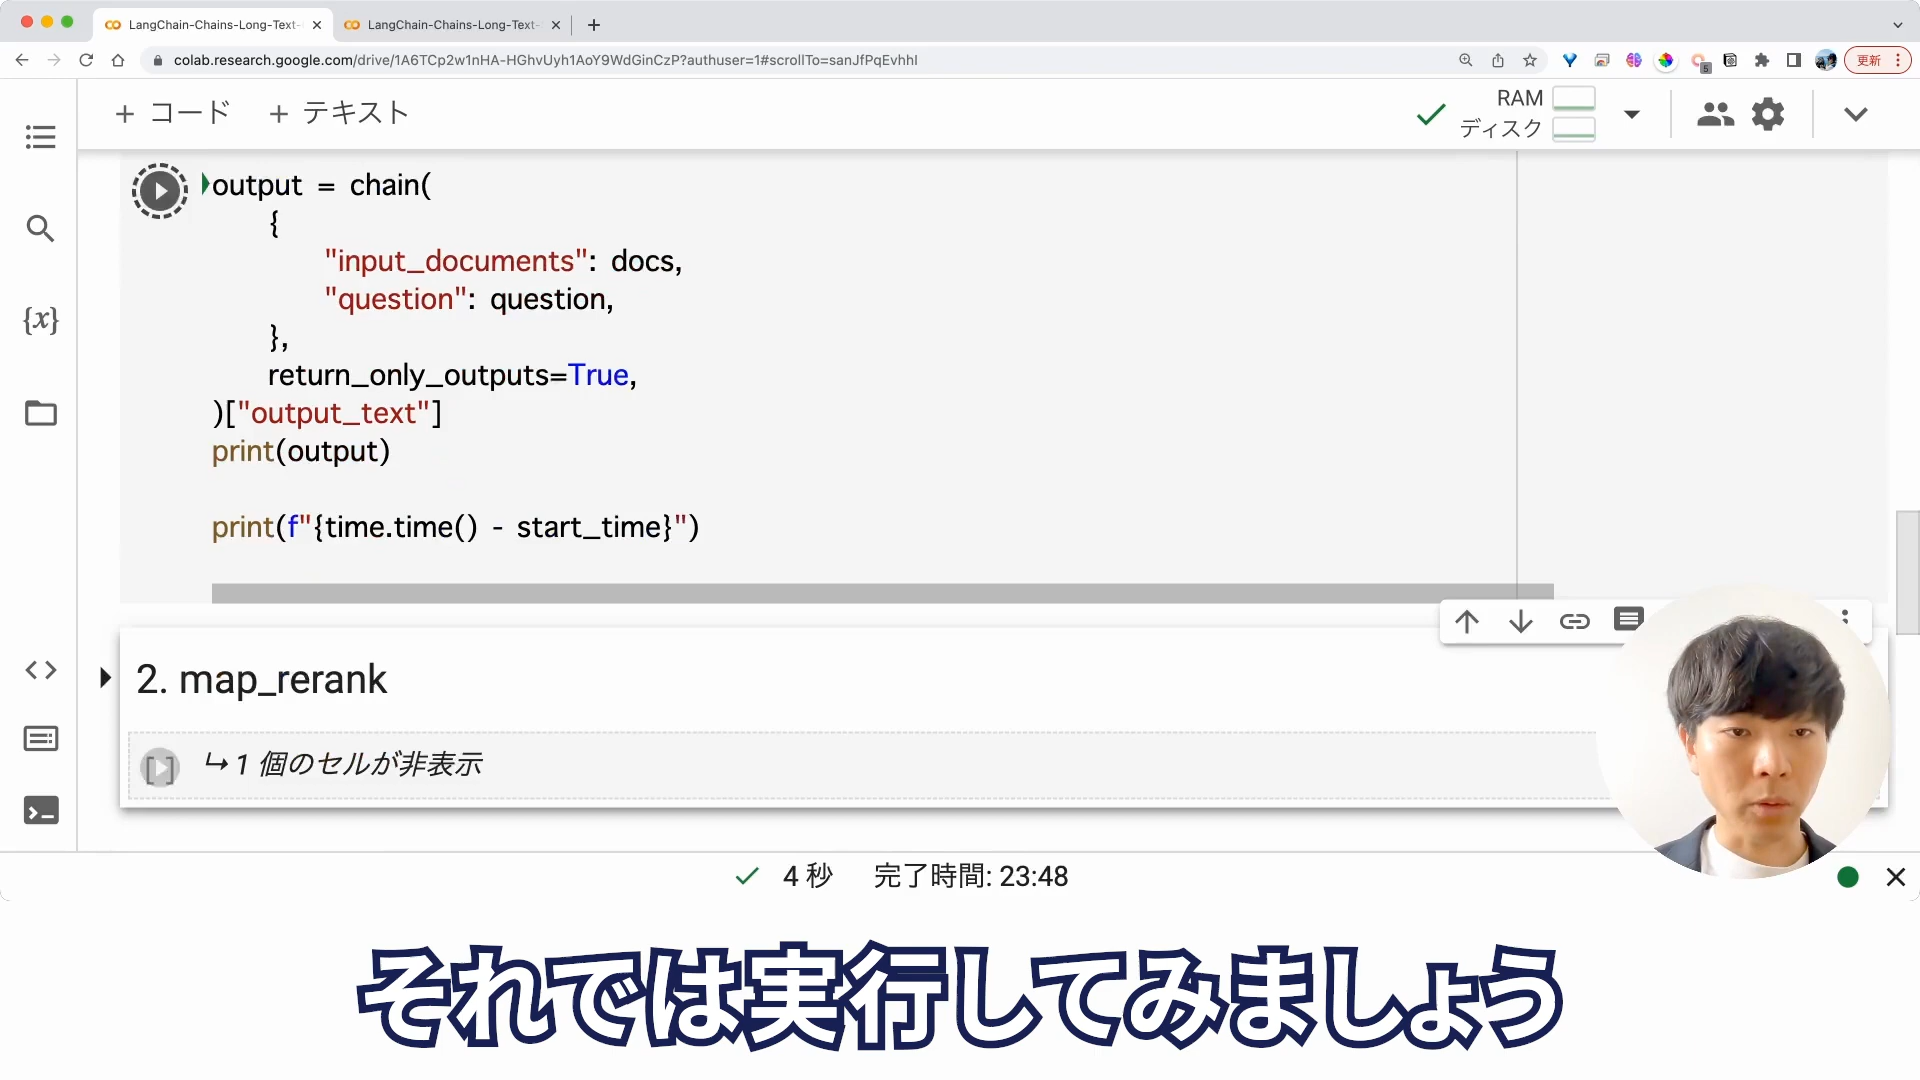 LangChain-Chains-Long-Text-
LangChain-Chains-Long-Text-
colab.research.google.com/drive/1A6TCp2w1nHA-HGhvUyh1AoY9WdGinCzP?authuser=1#scrollTo=sanJfPqEvhhI
5
更新
+ コード + テキスト
RAM
ディスク
{x}
output = chain(
{
"input_documents": docs,
"question": question,
},
return_only_outputs=True,
)["output_text"]
print(output)
print(f"{time.time() - start_time}")
2. map_rerank
[ ] ↳ 1 個のセルが非表示
4 秒 完了時間: 23:48
それでは実行してみましょう